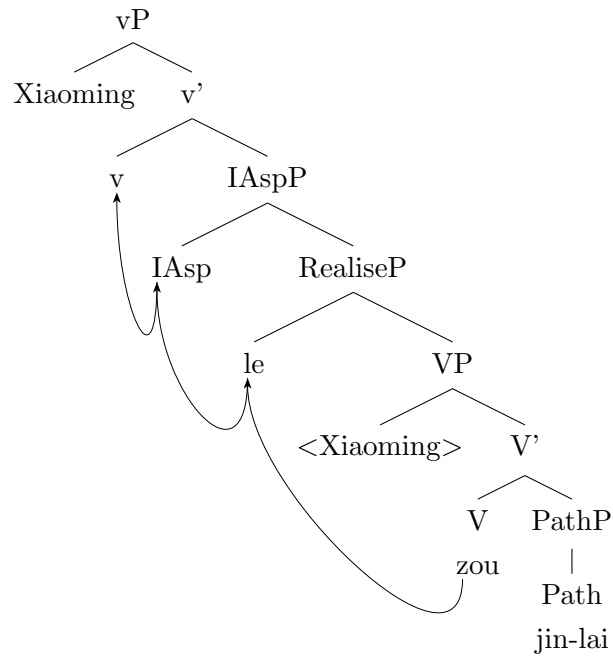 vP
Xiaoming v'
v IAspP
IAsp RealiseP
le VP
<Xiaoming> V'
V PathP
zou
Path
jin-lai